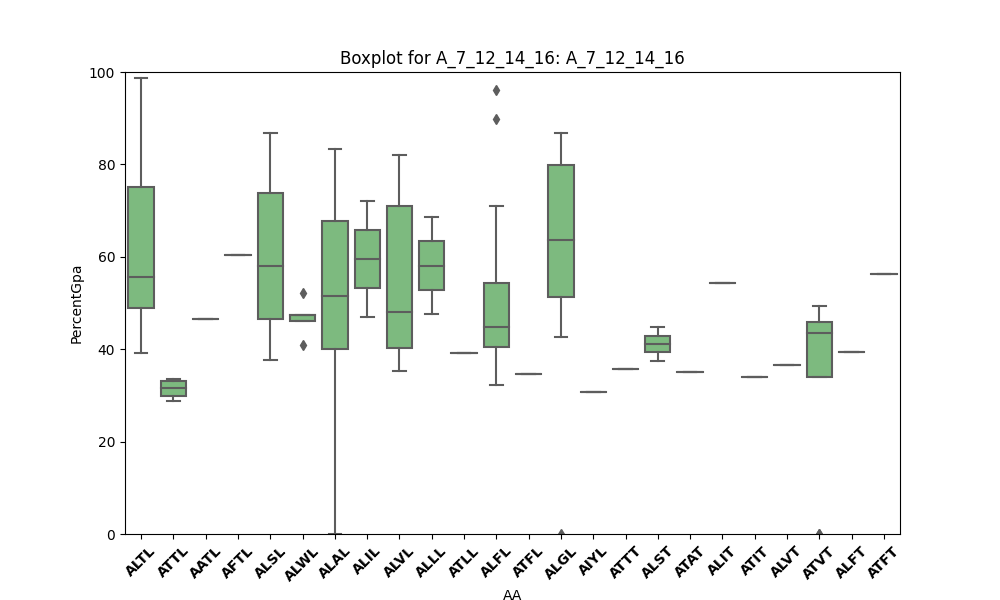 Boxplot for A_7_12_14_16: A_7_12_14_16
100
80
60
40
20
0
PercentGpa
ALTL ATTL AATL AFTL ALSL ALWL ALAL ALIL ALVL ALLL ATLL ALFL ATFL ALGL AIYL ATTT ALST ATAT ALIT ATIT ALVT ATVT ALFT ATFT
AA